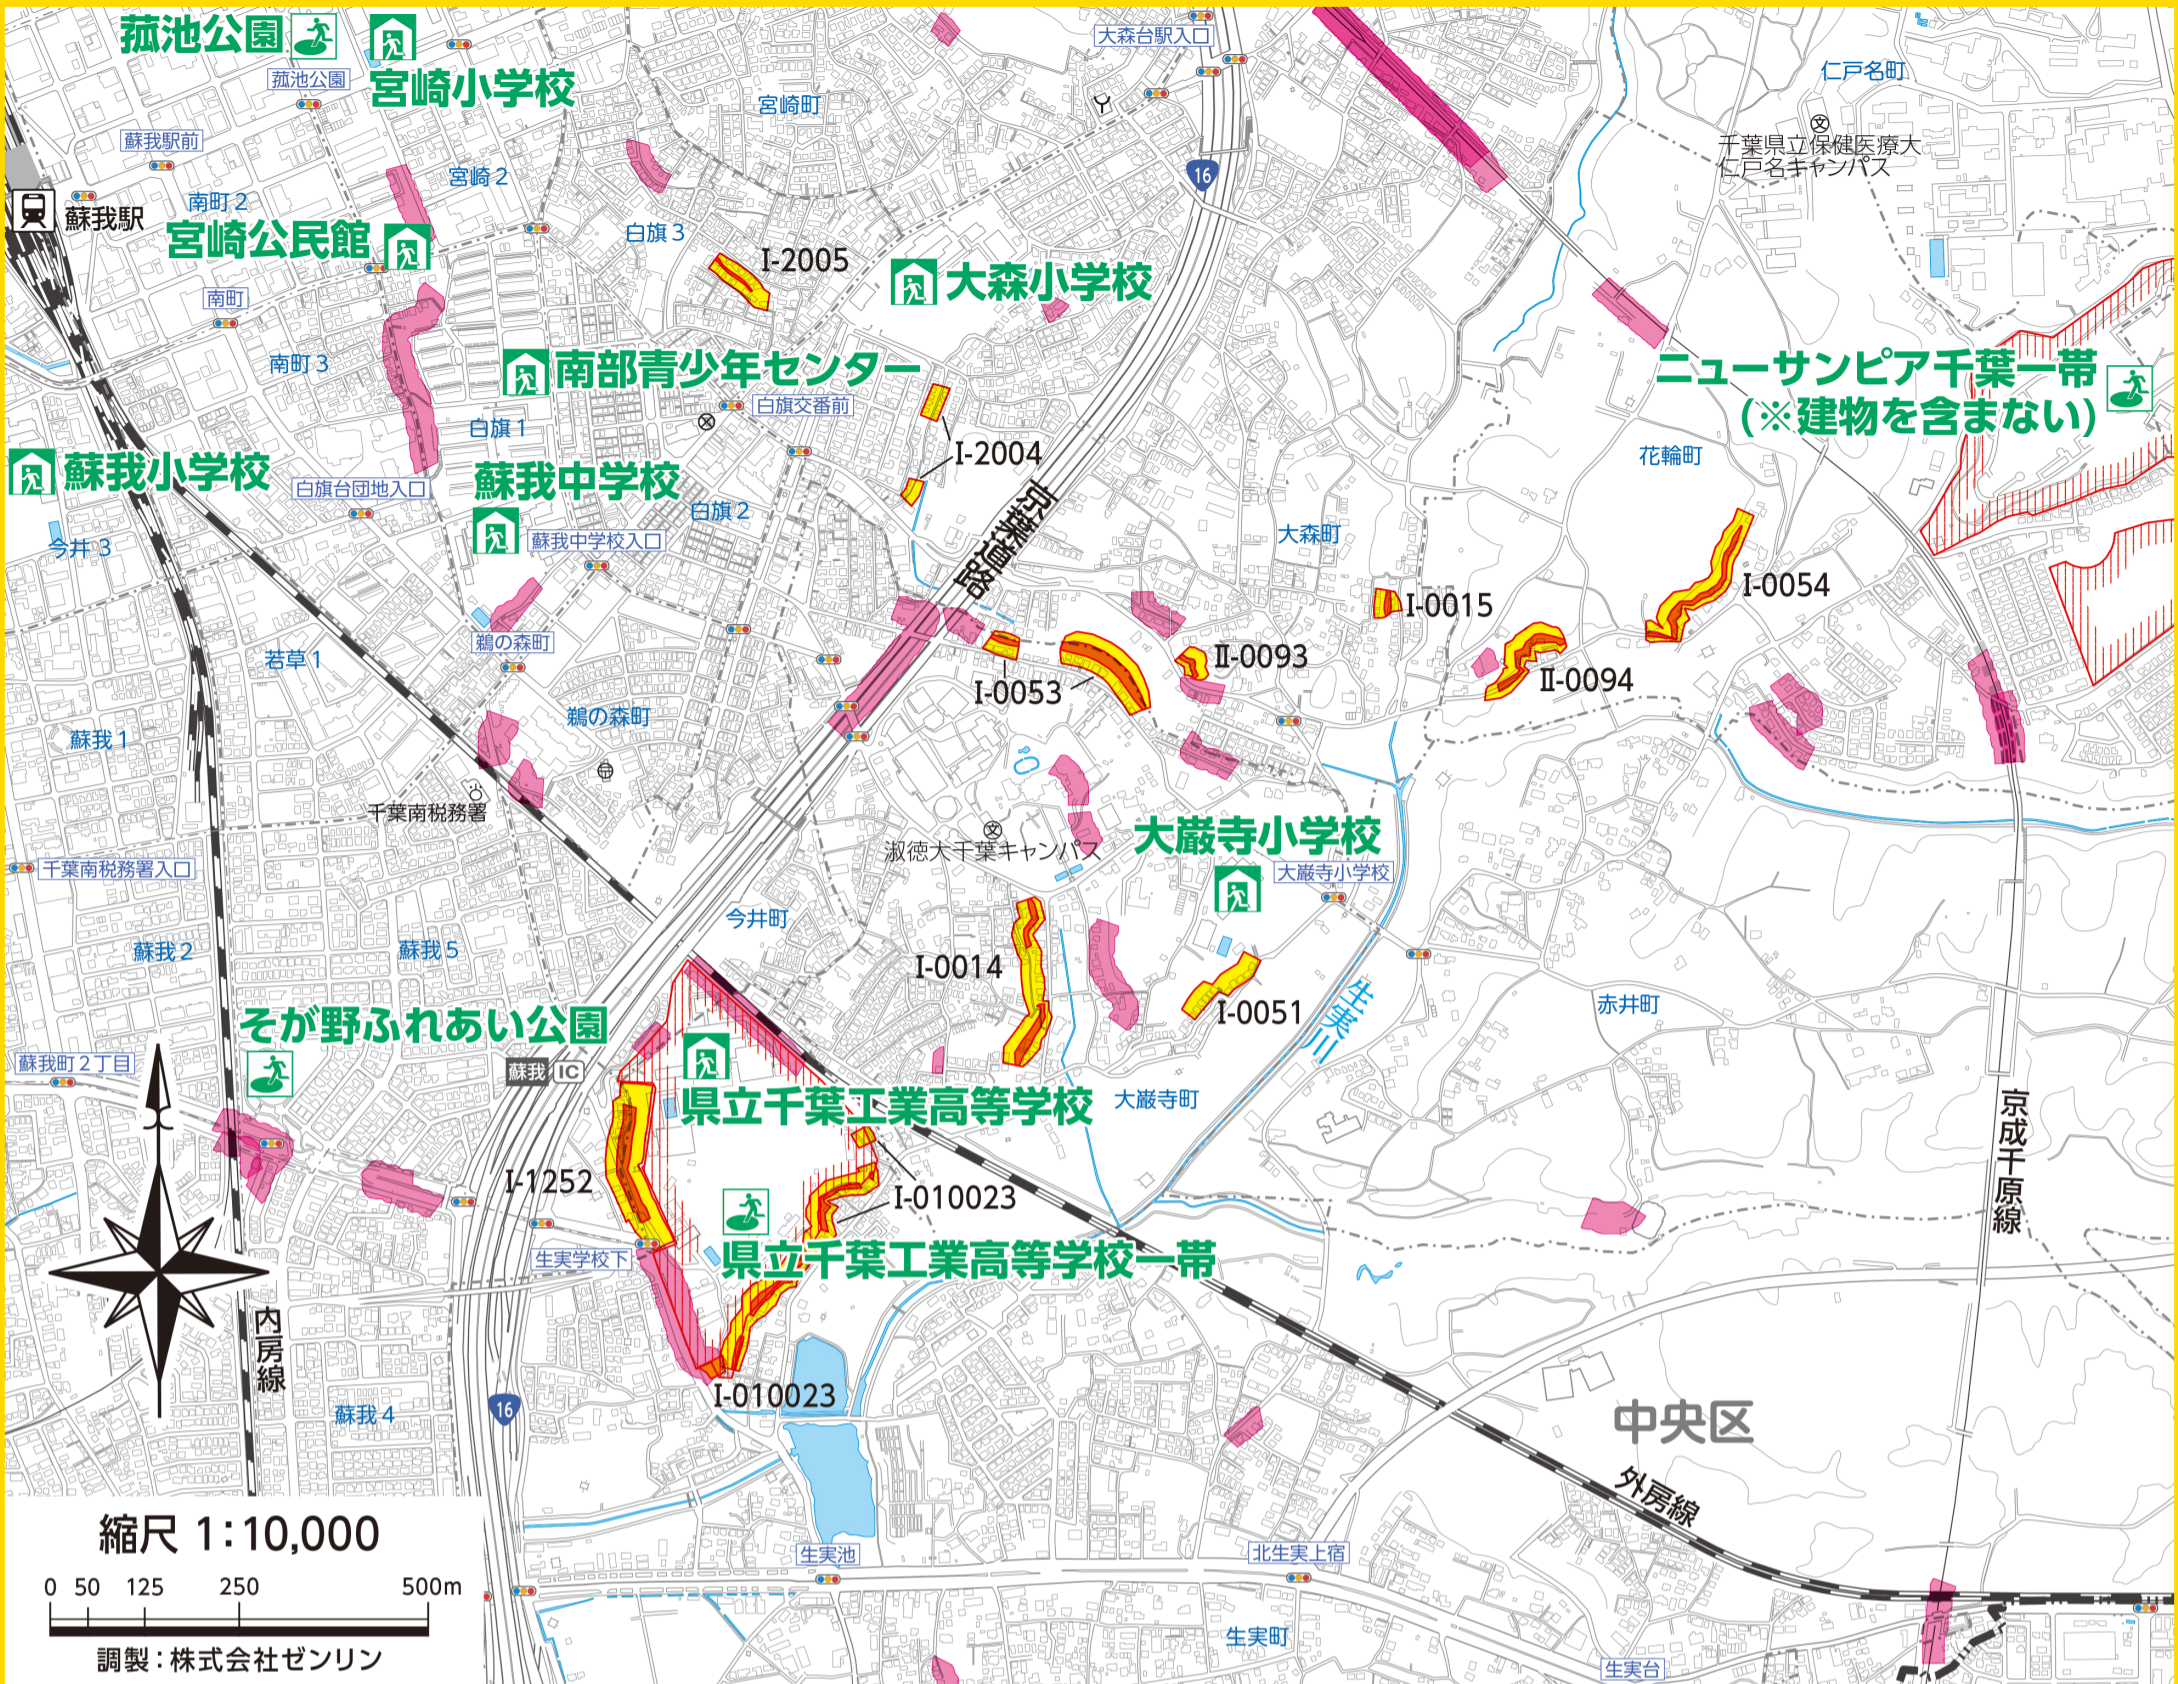 菰池公園
宮崎小学校
菰池公園
大森台駅入口
仁戸名町
宮崎町
蘇我駅前
千葉県立保健医療大
仁戸名キャンパス
16
宮崎2
南町2
蘇我駅
宮崎公民館
白旗3
I-2005
大森小学校
南町
南町3
南部青少年センター
白旗交番前
ニューサンピア千葉一帯
(※建物を含まない)
白旗1
I-2004
花輪町
蘇我小学校
白旗台団地入口
蘇我中学校
白旗2
京葉道路
今井3
蘇我中学校入口
大森町
I-0054
I-0015
鵜の森町
若草1
II-0093
I-0053
II-0094
鵜の森町
蘇我1
千葉南税務署
淑徳大千葉キャンパス
大巌寺小学校
千葉南税務署入口
大巌寺小学校
今井町
蘇我2
蘇我5
I-0014
I-0051
生実川
赤井町
そが野ふれあい公園
蘇我町2丁目
蘇我 IC
県立千葉工業高等学校
大巌寺町
京成千原線
I-1252
I-010023
生実学校下
県立千葉工業高等学校一帯
内房線
I-010023
16
蘇我4
中央区
外房線
縮尺 1:10,000
0 50 125 250 500m
調製：株式会社ゼンリン
生実池
北生実上宿
生実町
生実台